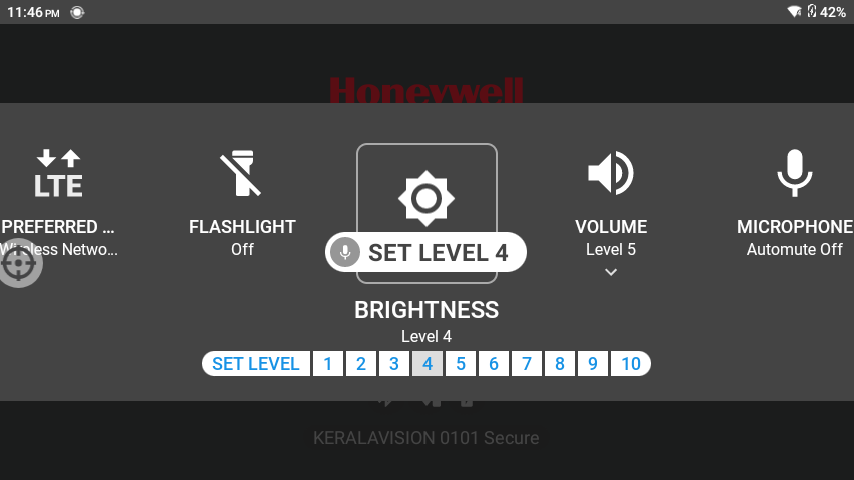 11:46 PM
42%
Honeywell
LTE
PREFERRED ...
Wireless Netwo...
FLASHLIGHT
Off
SET LEVEL 4
VOLUME
Level 5
MICROPHONE
Automute Off
BRIGHTNESS
Level 4
SET LEVEL 1 2 3 4 5 6 7 8 9 10
KERALAVISION 0101 Secure